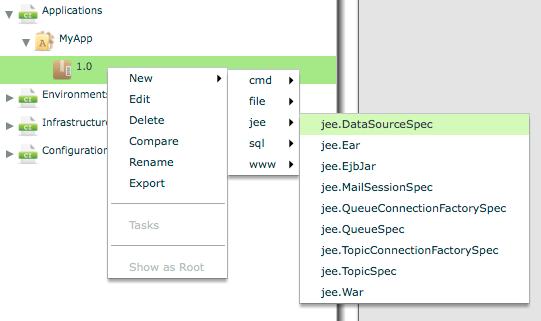 Applications
MyApp
1.0
Environments
Infrastructure
Configuration
New
Edit
Delete
Compare
Rename
Export
Tasks
Show as Root
cmd
file
jee
sql
www
jee.DataSourceSpec
jee.Ear
jee.EjbJar
jee.MailSessionSpec
jee.QueueConnectionFactorySpec
jee.QueueSpec
jee.TopicConnectionFactorySpec
jee.TopicSpec
jee.War